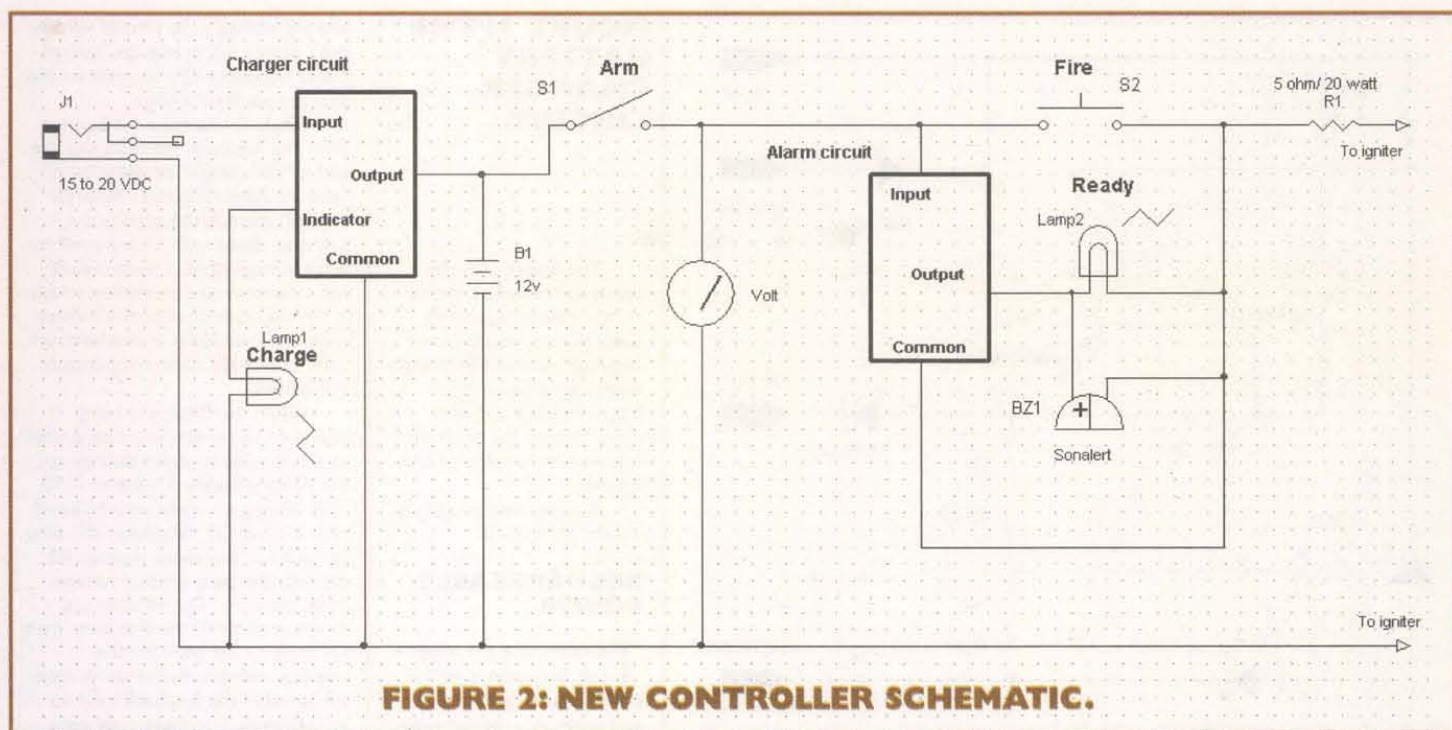 Charger circuit
Arm
Fire
J1
S1
S2
5 ohm/ 20 watt
R1
Input
To igniter
Alarm circuit
15 to 20 VDC
Output
Ready
Input
Indicator
Lamp2
Common
B1
12v
Output
Volt
Lamp1
Charge
Common
BZ1
+
Sonalert
To igniter
FIGURE 2: NEW CONTROLLER SCHEMATIC.